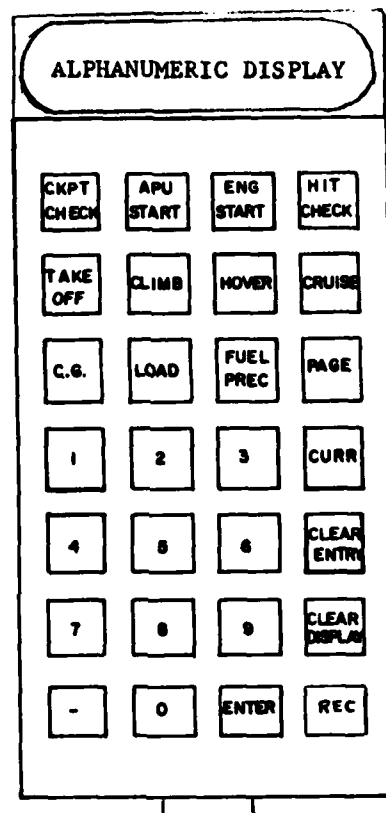 ALPHANUMERIC DISPLAY
CKPT CHECK
APU START
ENG START
HIT CHECK
TAKE OFF
CLIMB
HOVER
CRUISE
C.G.
LOAD
FUEL PREC
PAGE
1
2
3
CURR
4
5
6
CLEAR ENTRY
7
8
9
CLEAR DISPLAY
-
0
ENTER
REC